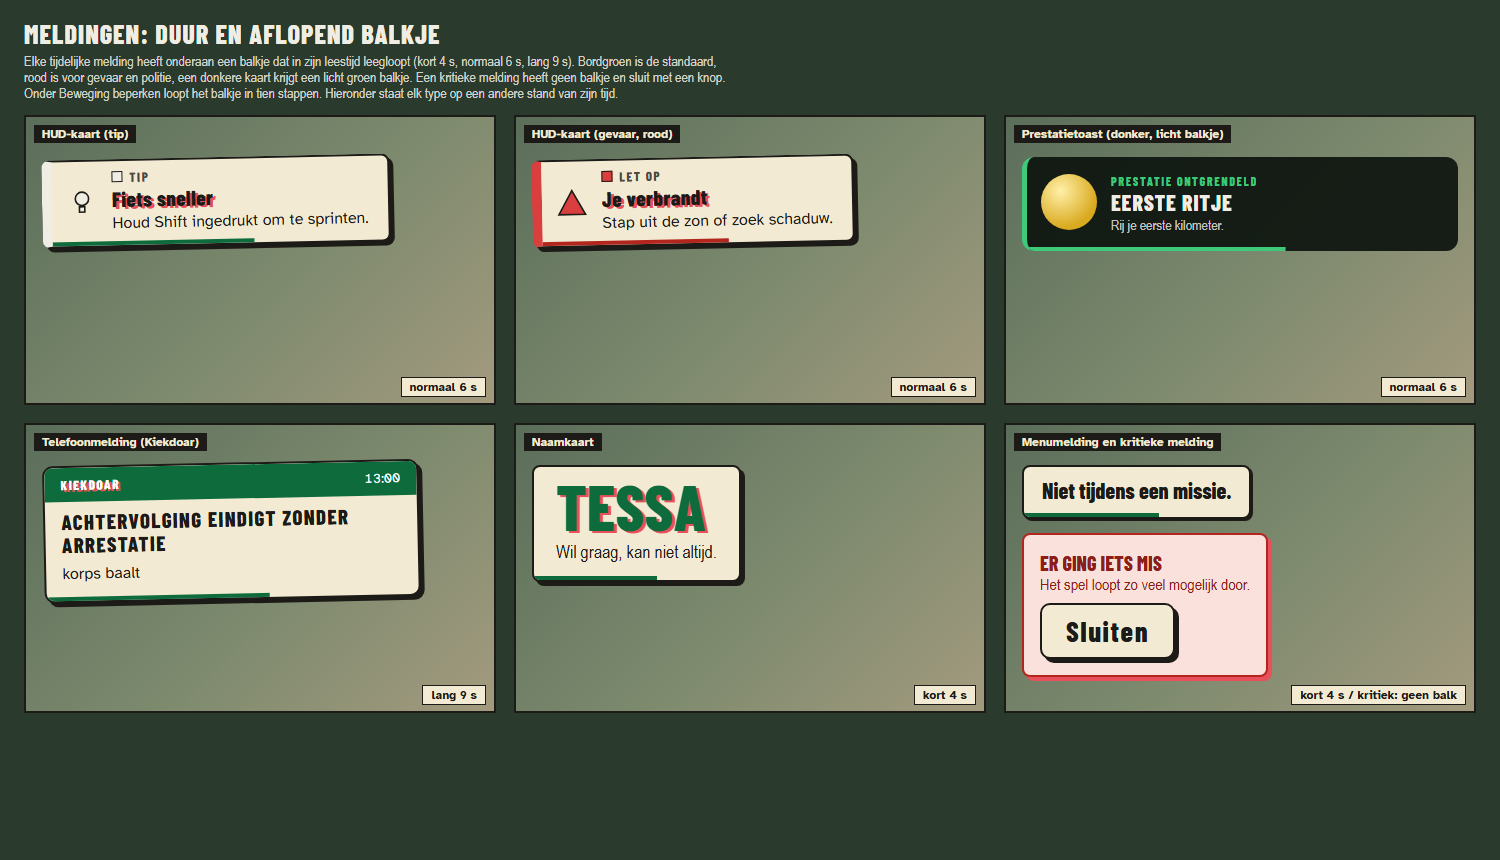 MELDINGEN: DUUR EN AFLOPEND BALKJE
Elke tijdelijke melding heeft onderaan een balkje dat in zijn leestijd leegloopt (kort 4 s, normaal 6 s, lang 9 s). Bordgroen is de standaard,
rood is voor gevaar en politie, een donkere kaart krijgt een licht groen balkje. Een kritieke melding heeft geen balkje en sluit met een knop.
Onder Beweging beperken loopt het balkje in tien stappen. Hieronder staat elk type op een andere stand van zijn tijd.
HUD-kaart (tip)
TIP
Fiets sneller
Houd Shift ingedrukt om te sprinten.
normaal 6 s
HUD-kaart (gevaar, rood)
LET OP
Je verbrandt
Stap uit de zon of zoek schaduw.
normaal 6 s
Prestatietoast (donker, licht balkje)
PRESTATIE ONTGRENDELD
EERSTE RITJE
Rij je eerste kilometer.
normaal 6 s
Telefoonmelding (Kiekdoar)
KIEKDOAR
13:00
ACHTERVOLGING EINDIGT ZONDER
ARRESTATIE
korps baalt
lang 9 s
Naamkaart
TESSA
Wil graag, kan niet altijd.
kort 4 s
Menumelding en kritieke melding
Niet tijdens een missie.
ER GING IETS MIS
Het spel loopt zo veel mogelijk door.
Sluiten
kort 4 s / kritiek: geen balk